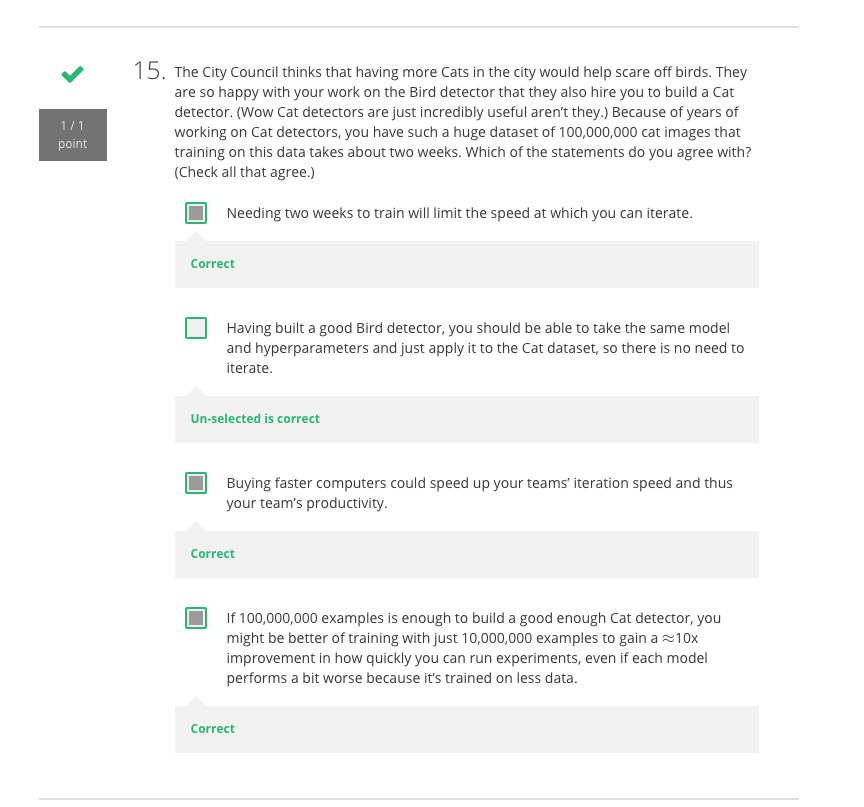 15. The City Council thinks that having more Cats in the city would help scare off birds. They
are so happy with your work on the Bird detector that they also hire you to build a Cat
1 / 1
point
detector. (Wow Cat detectors are just incredibly useful aren’t they.) Because of years of
working on Cat detectors, you have such a huge dataset of 100,000,000 cat images that
training on this data takes about two weeks. Which of the statements do you agree with?
(Check all that agree.)
Needing two weeks to train will limit the speed at which you can iterate.
Correct
Having built a good Bird detector, you should be able to take the same model
and hyperparameters and just apply it to the Cat dataset, so there is no need to
iterate.
Un-selected is correct
Buying faster computers could speed up your teams’ iteration speed and thus
your team’s productivity.
Correct
If 100,000,000 examples is enough to build a good enough Cat detector, you
might be better of training with just 10,000,000 examples to gain a ≈10x
improvement in how quickly you can run experiments, even if each model
performs a bit worse because it’s trained on less data.
Correct